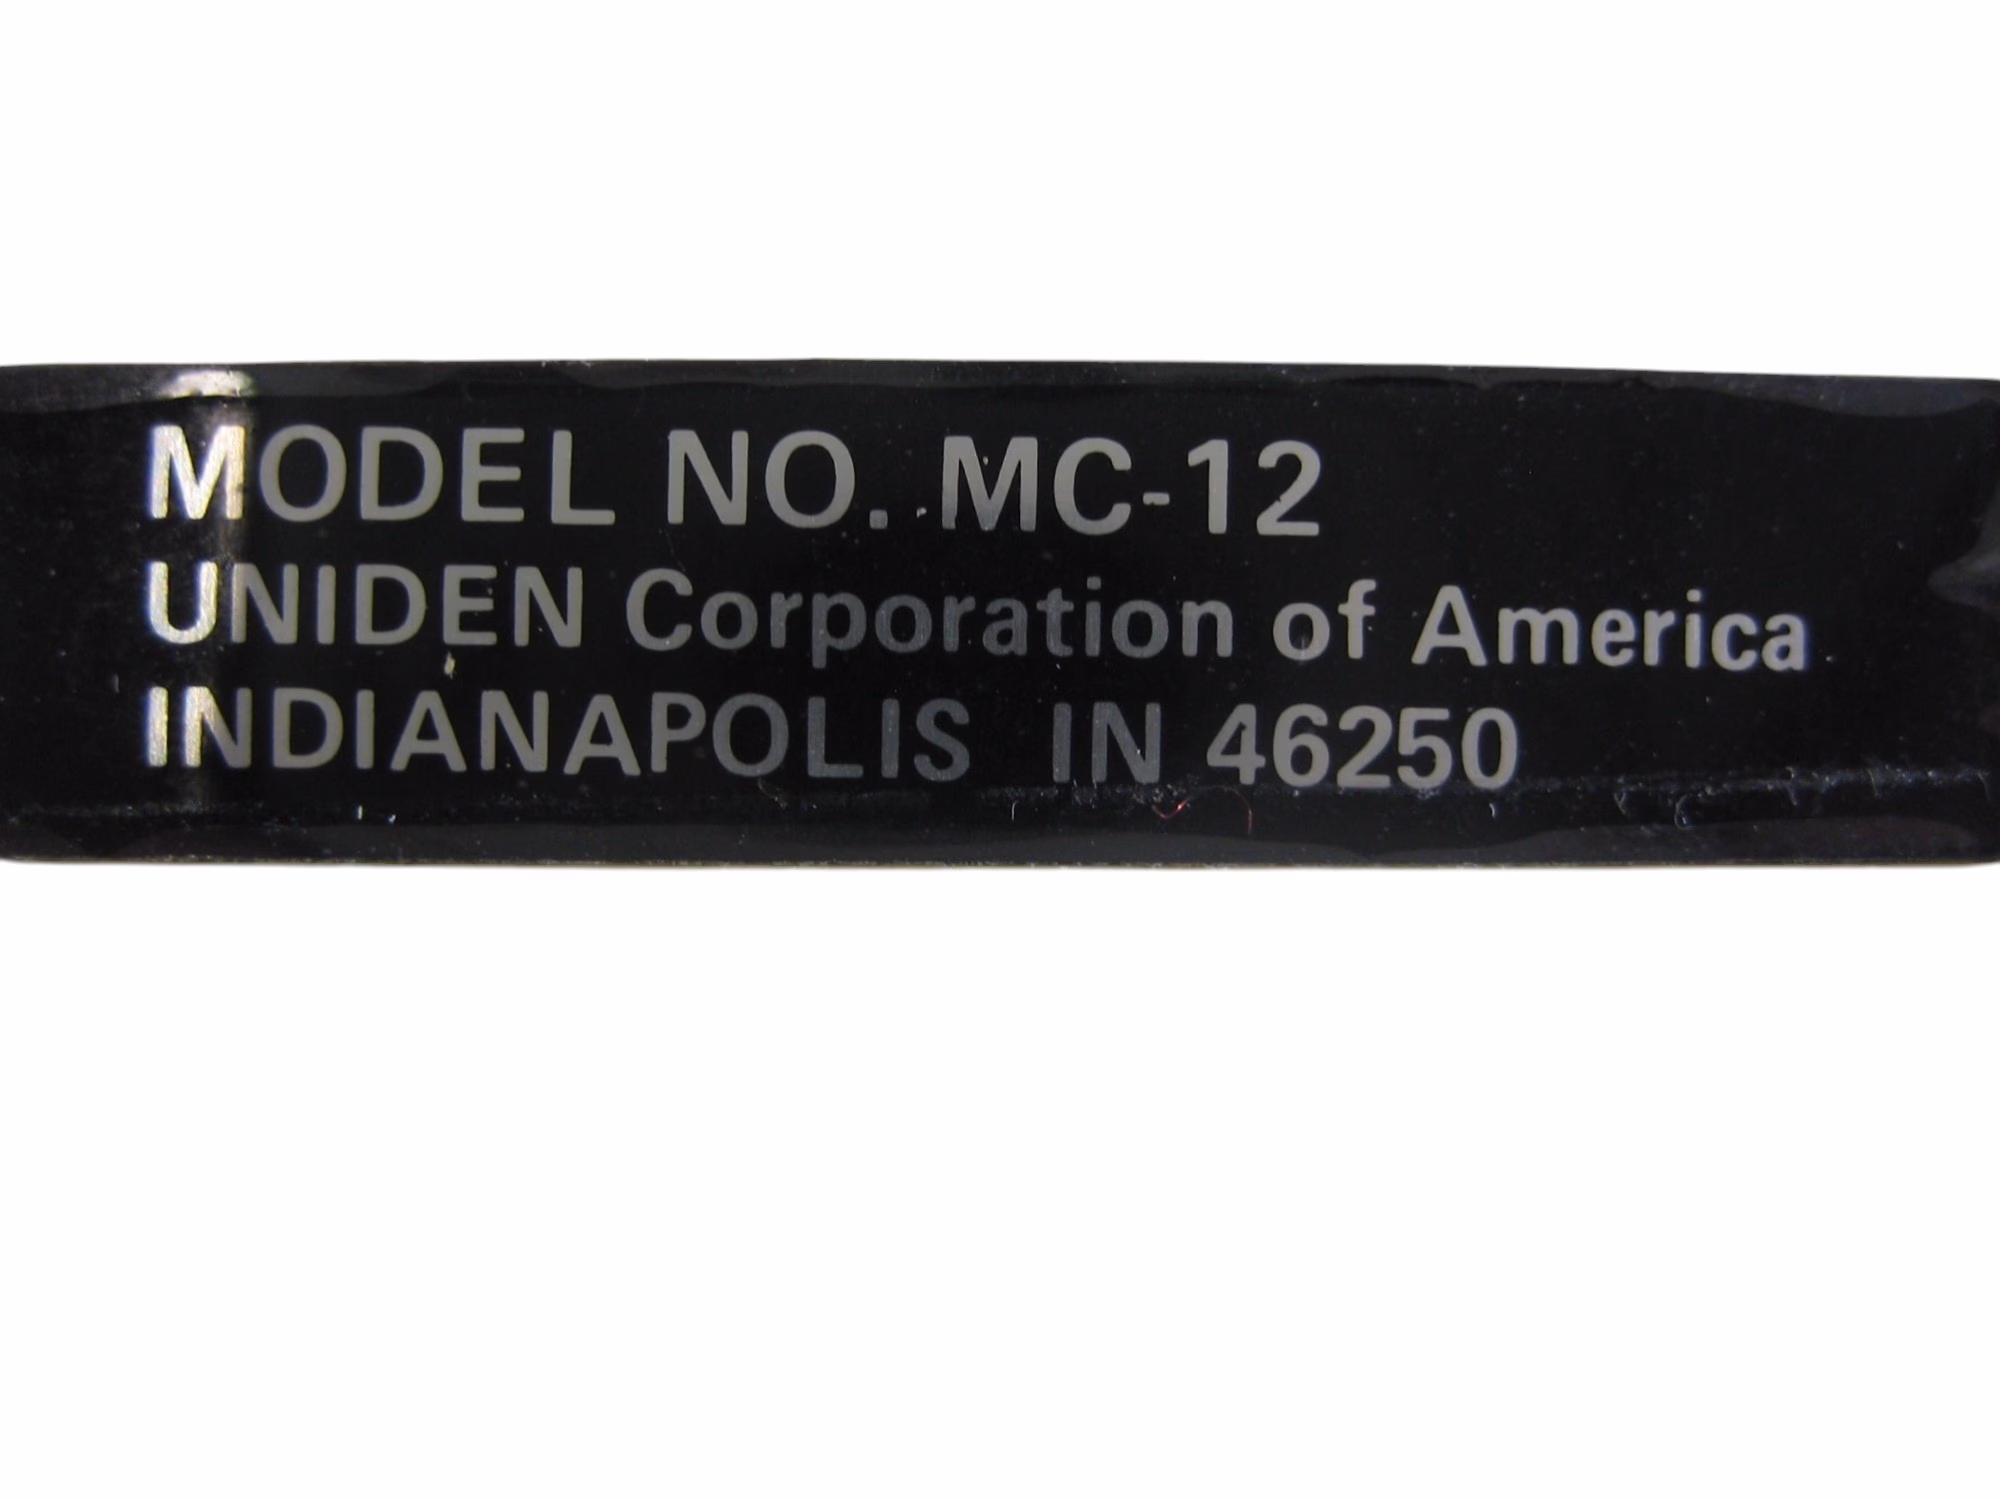 MODEL NO. MC-12
UNIDEN Corporation of America
INDIANAPOLIS IN 46250